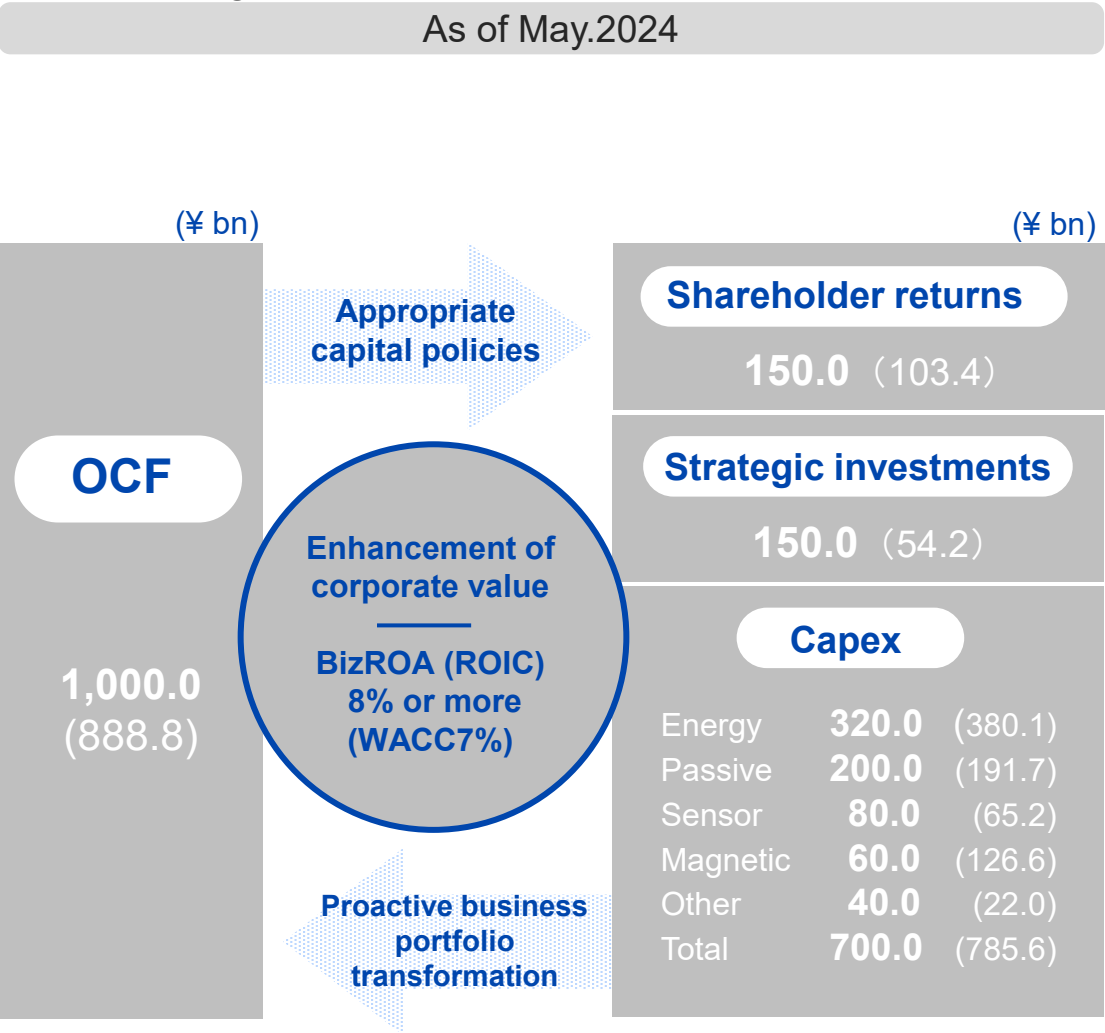 As of May.2024
(¥ bn)
OCF
1,000.0
(888.8)
Appropriate
capital policies
Enhancement of
corporate value
BizROA (ROIC)
8% or more
(WACC7%)
Proactive business
portfolio
transformation
(¥ bn)
Shareholder returns
150.0（103.4）
Strategic investments
150.0（54.2）
Capex
Energy 320.0 (380.1)
Passive 200.0 (191.7)
Sensor 80.0 (65.2)
Magnetic 60.0 (126.6)
Other 40.0 (22.0)
Total 700.0 (785.6)